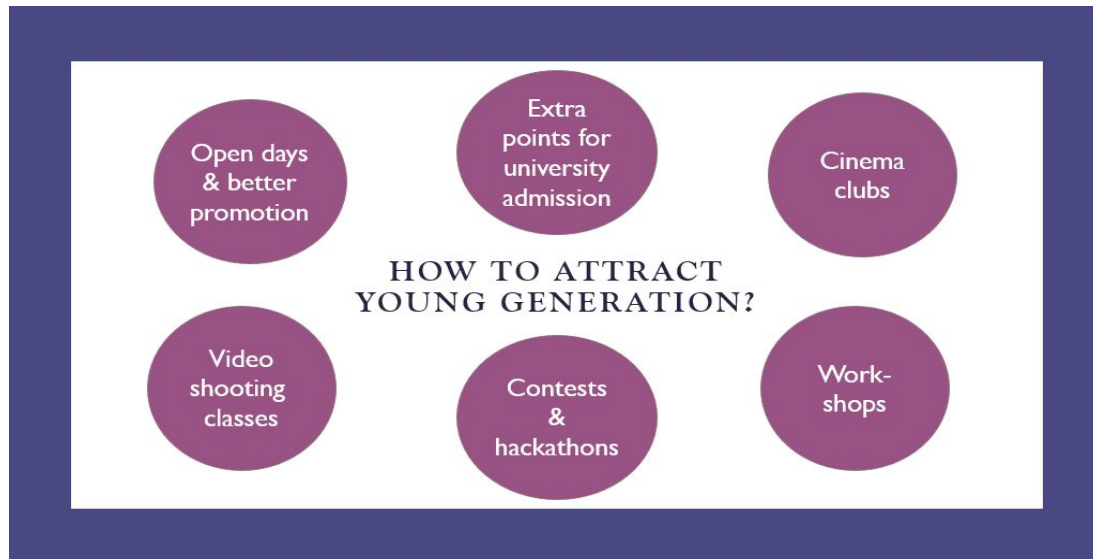 Open days
& better
promotion
Extra
points for
university
admission
Cinema
clubs
HOW TO ATTRACT
YOUNG GENERATION?
Video
shooting
classes
Contests
&
hackathons
Work-
shops